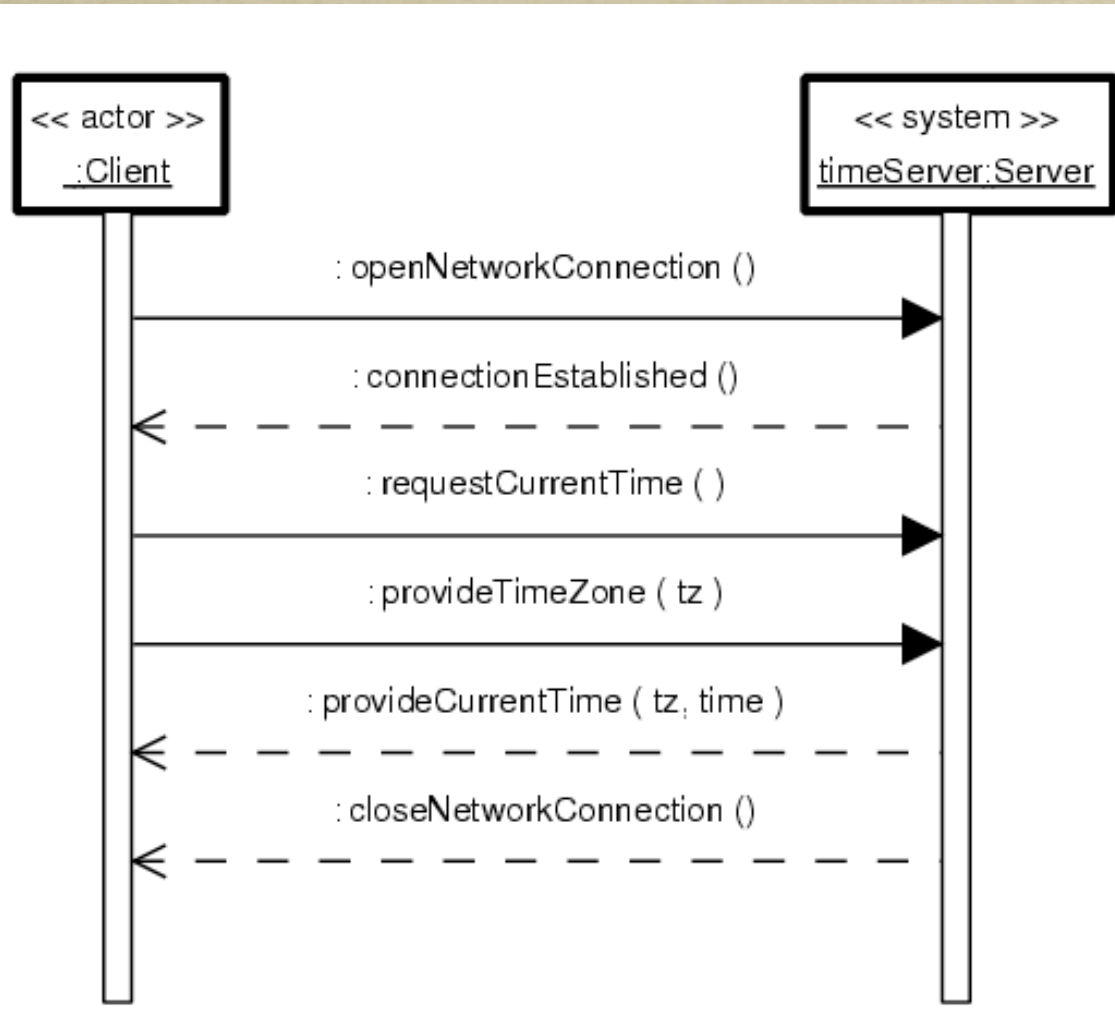 << actor >>
_:Client
<< system >>
timeServer:Server
: openNetworkConnection ()
: connectionEstablished ()
: requestCurrentTime ( )
: provideTimeZone ( tz )
: provideCurrentTime ( tz, time )
: closeNetworkConnection ()